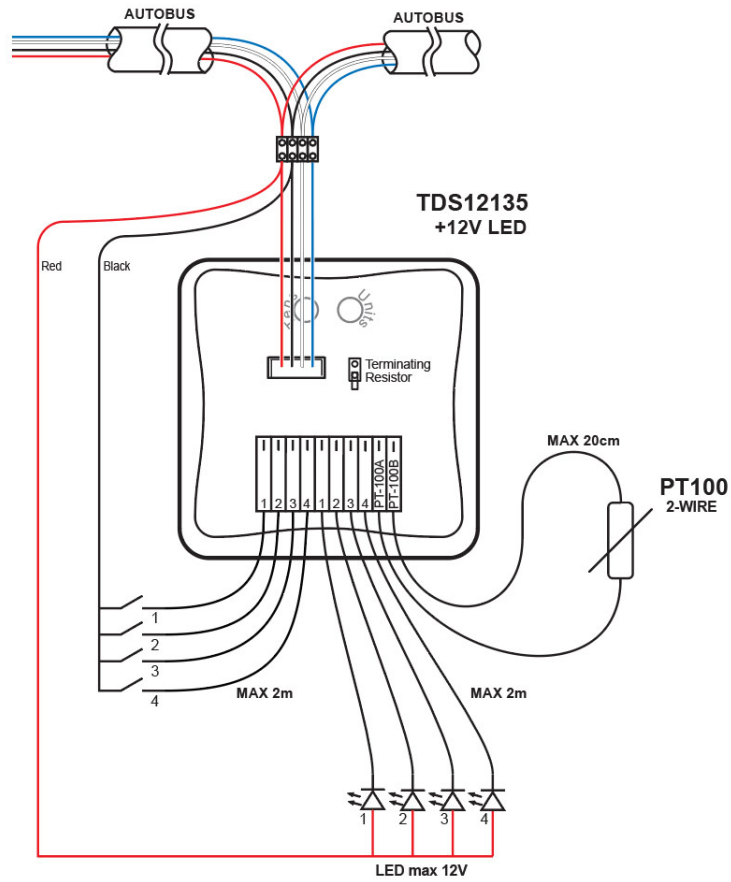 AUTOBUS
AUTOBUS
TDS12135
+12V LED
Red
Black
Tens
Units
Terminating
Resistor
1 2 3 4 1 2 3 4 PT-100A PT-100B
MAX 20cm
PT100
2-WIRE
1
2
3
4
MAX 2m
MAX 2m
1 2 3 4
LED max 12V